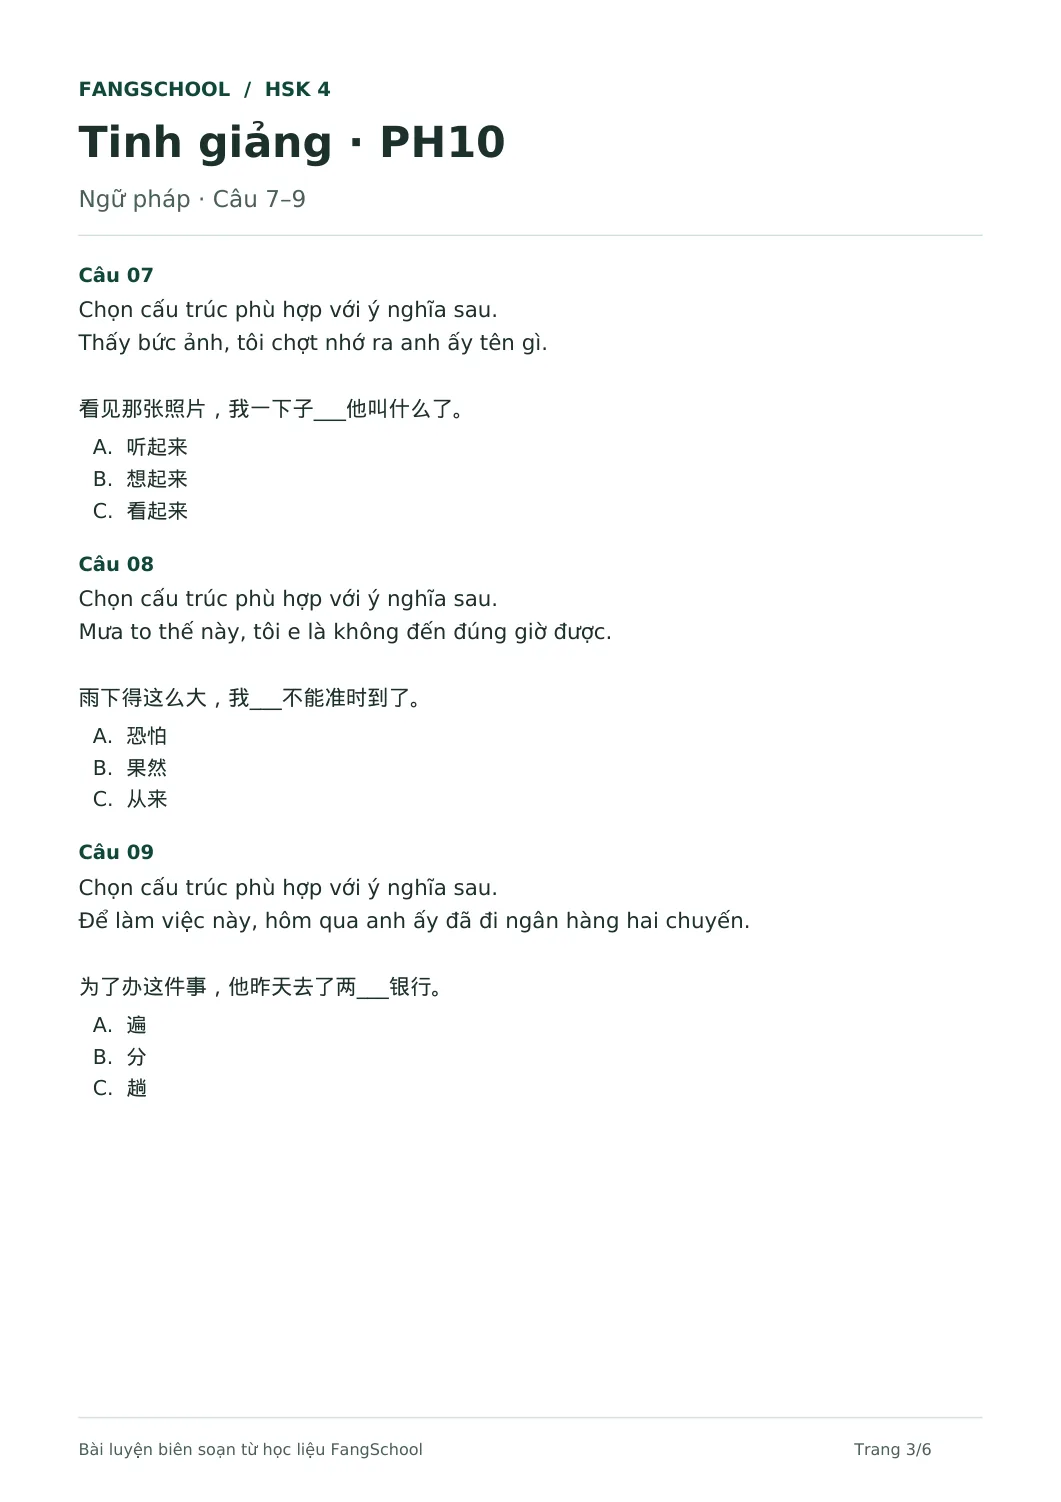 FANGSCHOOL / HSK 4
Tinh giảng · PH10
Ngữ pháp · Câu 7–9
Câu 07
Chọn cấu trúc phù hợp với ý nghĩa sau.
Thấy bức ảnh, tôi chợt nhớ ra anh ấy tên gì.
看见那张照片，我一下子___他叫什么了。
A. 听起来
B. 想起来
C. 看起来
Câu 08
Chọn cấu trúc phù hợp với ý nghĩa sau.
Mưa to thế này, tôi e là không đến đúng giờ được.
雨下得这么大，我___不能准时到了。
A. 恐怕
B. 果然
C. 从来
Câu 09
Chọn cấu trúc phù hợp với ý nghĩa sau.
Để làm việc này, hôm qua anh ấy đã đi ngân hàng hai chuyến.
为了办这件事，他昨天去了两___银行。
A. 遍
B. 分
C. 趟
Bài luyện biên soạn từ học liệu FangSchool
Trang 3/6